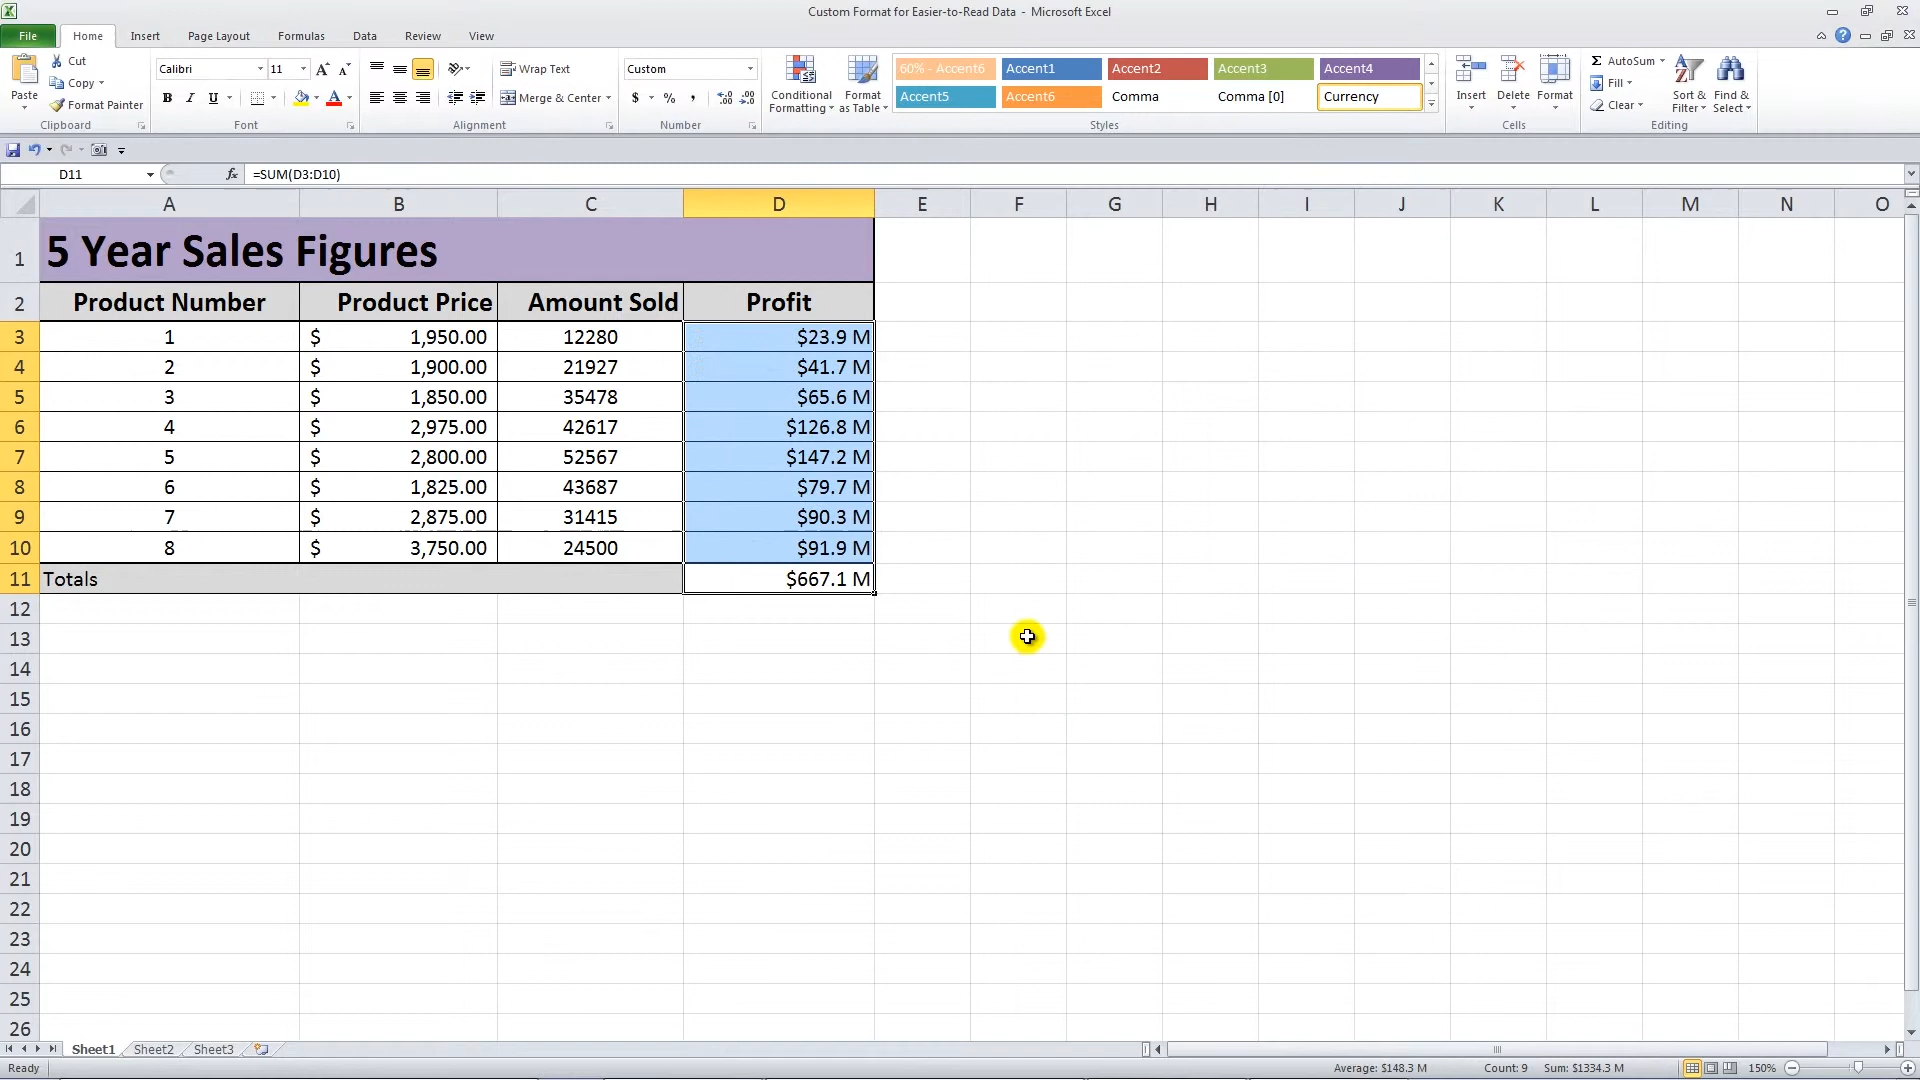 Custom Format for Easier-to-Read Data - Microsoft Excel
File Home Insert Page Layout Formulas Data Review View
Paste
Cut
Copy
Format Painter
Clipboard
Calibri 11
B I U
Font
Wrap Text
Merge & Center
Alignment
Custom
$ % ,
Number
Conditional Formatting
Format as Table
60% - Accent6 Accent1 Accent2 Accent3 Accent4
Accent5 Accent6 Comma Comma [0] Currency
Styles
Insert Delete Format
Cells
Σ AutoSum
Fill
Clear
Sort & Filter
Find & Select
Editing
D11 fx =SUM(D3:D10)
A B C D E F G H I J K L M N O
1 5 Year Sales Figures
2 Product Number Product Price Amount Sold Profit
3 1 $ 1,950.00 12280 $23.9 M
4 2 $ 1,900.00 21927 $41.7 M
5 3 $ 1,850.00 35478 $65.6 M
6 4 $ 2,975.00 42617 $126.8 M
7 5 $ 2,800.00 52567 $147.2 M
8 6 $ 1,825.00 43687 $79.7 M
9 7 $ 2,875.00 31415 $90.3 M
10 8 $ 3,750.00 24500 $91.9 M
11 Totals $667.1 M
12
13
14
15
16
17
18
19
20
21
22
23
24
25
26
Sheet1 Sheet2 Sheet3
Ready Average: $148.3 M Count: 9 Sum: $1334.3 M 150%